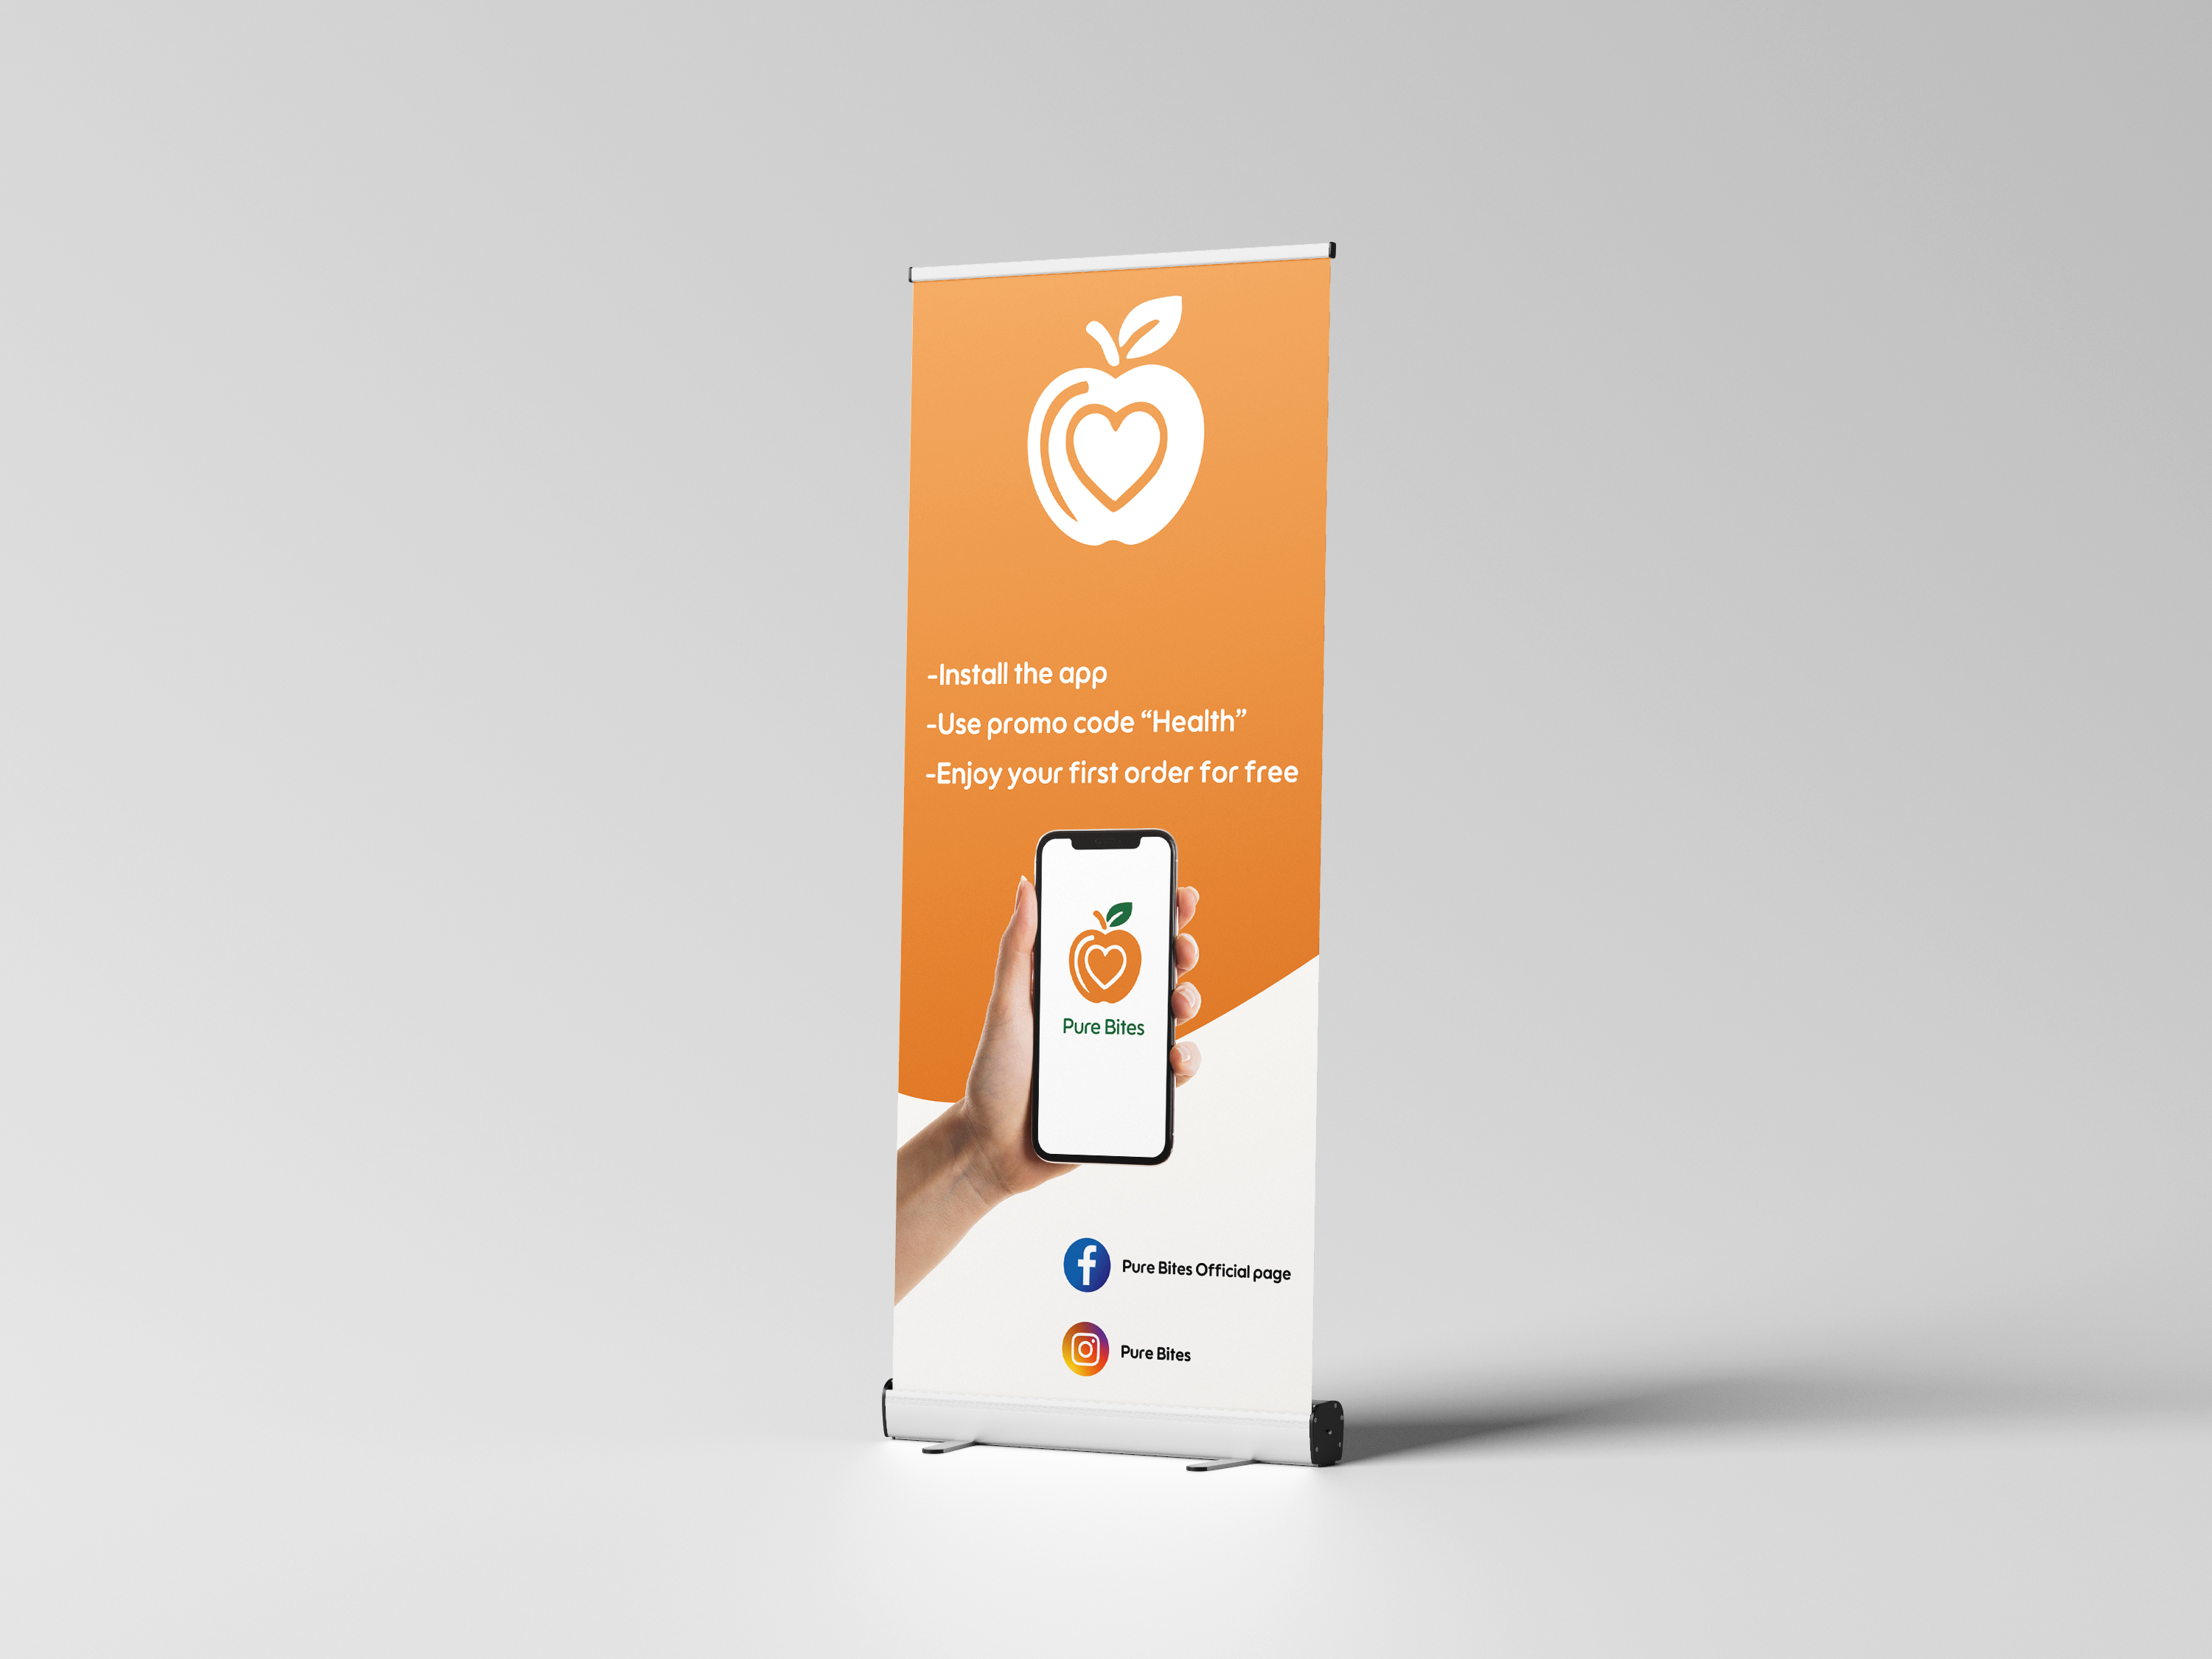 -Install the app
-Use promo code “Health”
-Enjoy your first order for free
Pure Bites
Pure Bites Official page
Pure Bites